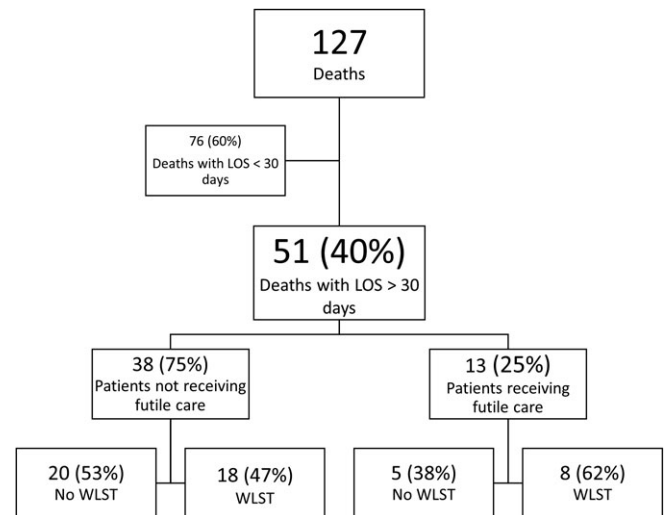 127
Deaths
76 (60%)
Deaths with LOS < 30
days
51 (40%)
Deaths with LOS > 30
days
38 (75%)
Patients not receiving
futile care
13 (25%)
Patients receiving
futile care
20 (53%)
No WLST
18 (47%)
WLST
5 (38%)
No WLST
8 (62%)
WLST